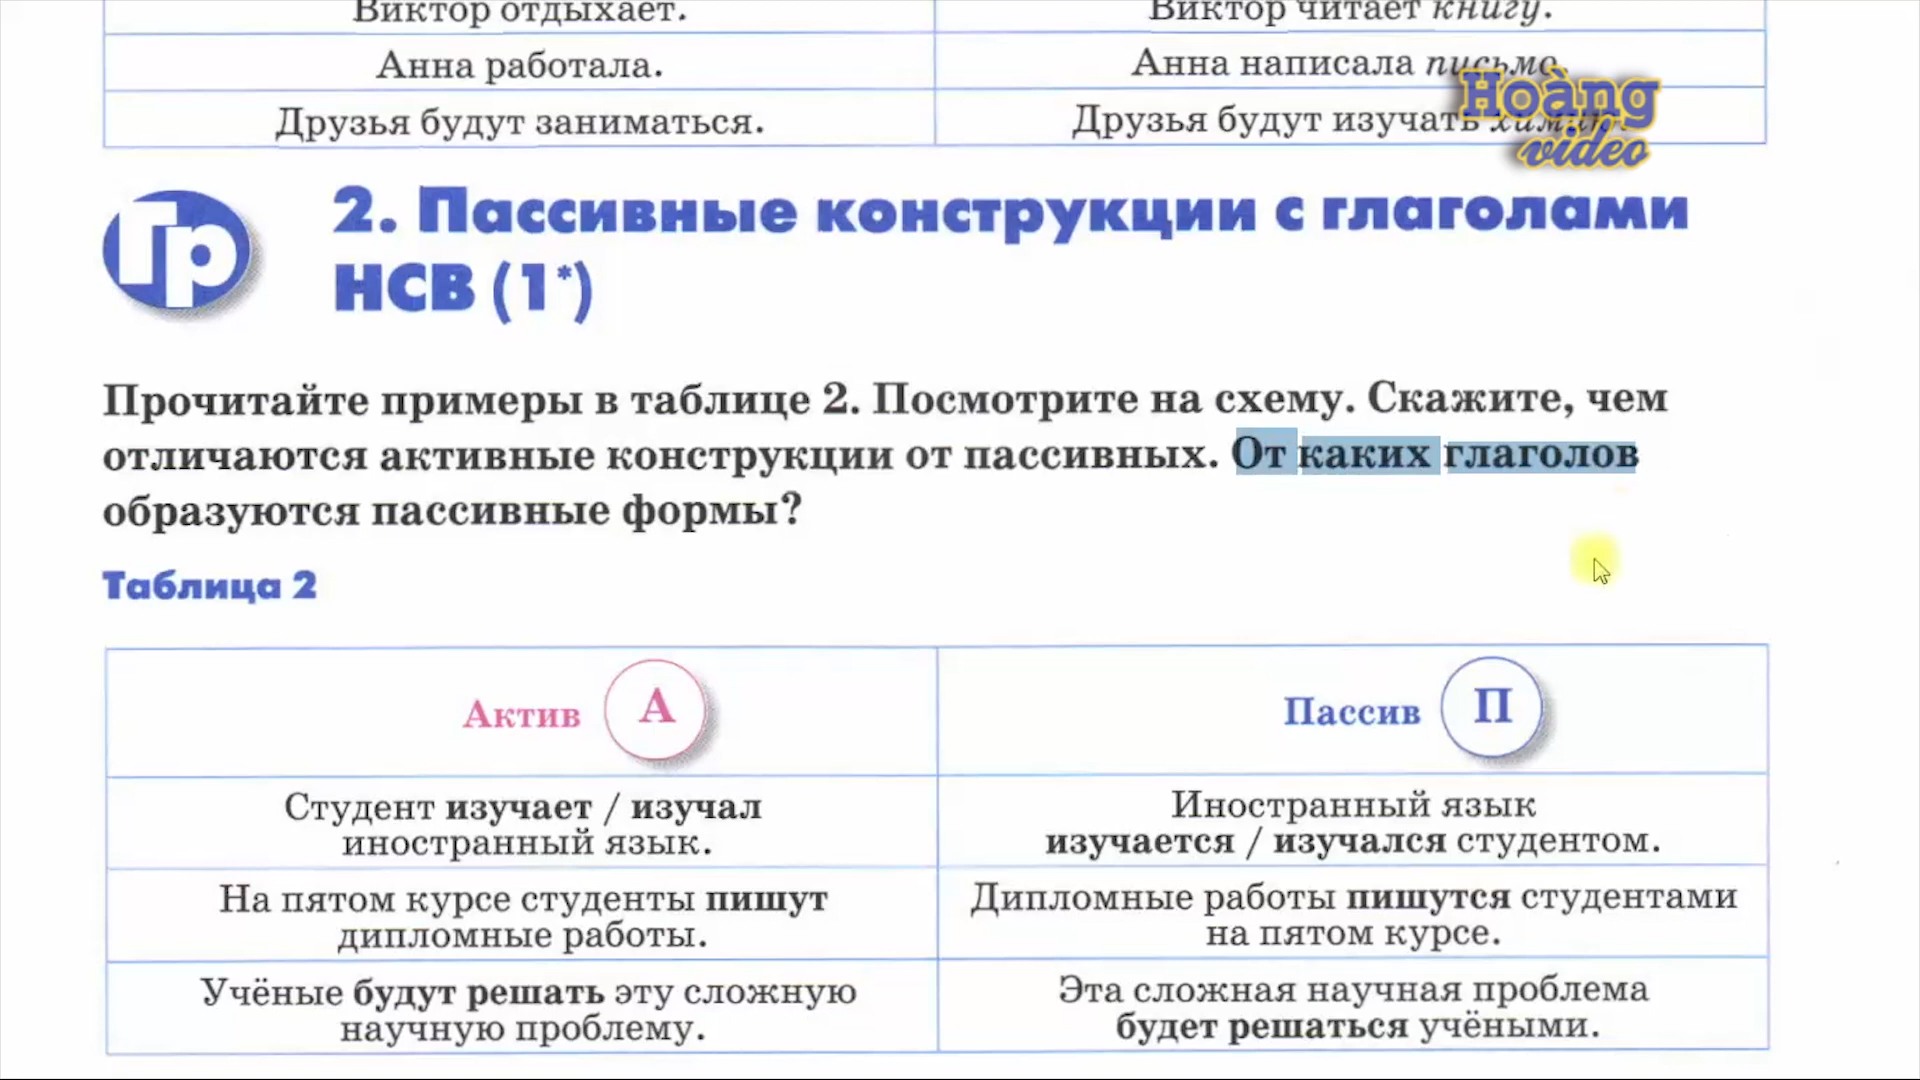 Виктор отдыхает.
Виктор читает книгу.
Анна работала.
Анна написала письмо.
Друзья будут заниматься.
Друзья будут изучать
Hoàng
video
Гр
2. Пассивные конструкции с глаголами
НСВ (1*)
Прочитайте примеры в таблице 2. Посмотрите на схему. Скажите, чем
отличаются активные конструкции от пассивных. От каких глаголов
образуются пассивные формы?
Таблица 2
Актив А
Пассив П
Студент изучает / изучал
иностранный язык.
Иностранный язык
изучается / изучался студентом.
На пятом курсе студенты пишут
дипломные работы.
Дипломные работы пишутся студентами
на пятом курсе.
Учёные будут решать эту сложную
научную проблему.
Эта сложная научная проблема
будет решаться учёными.